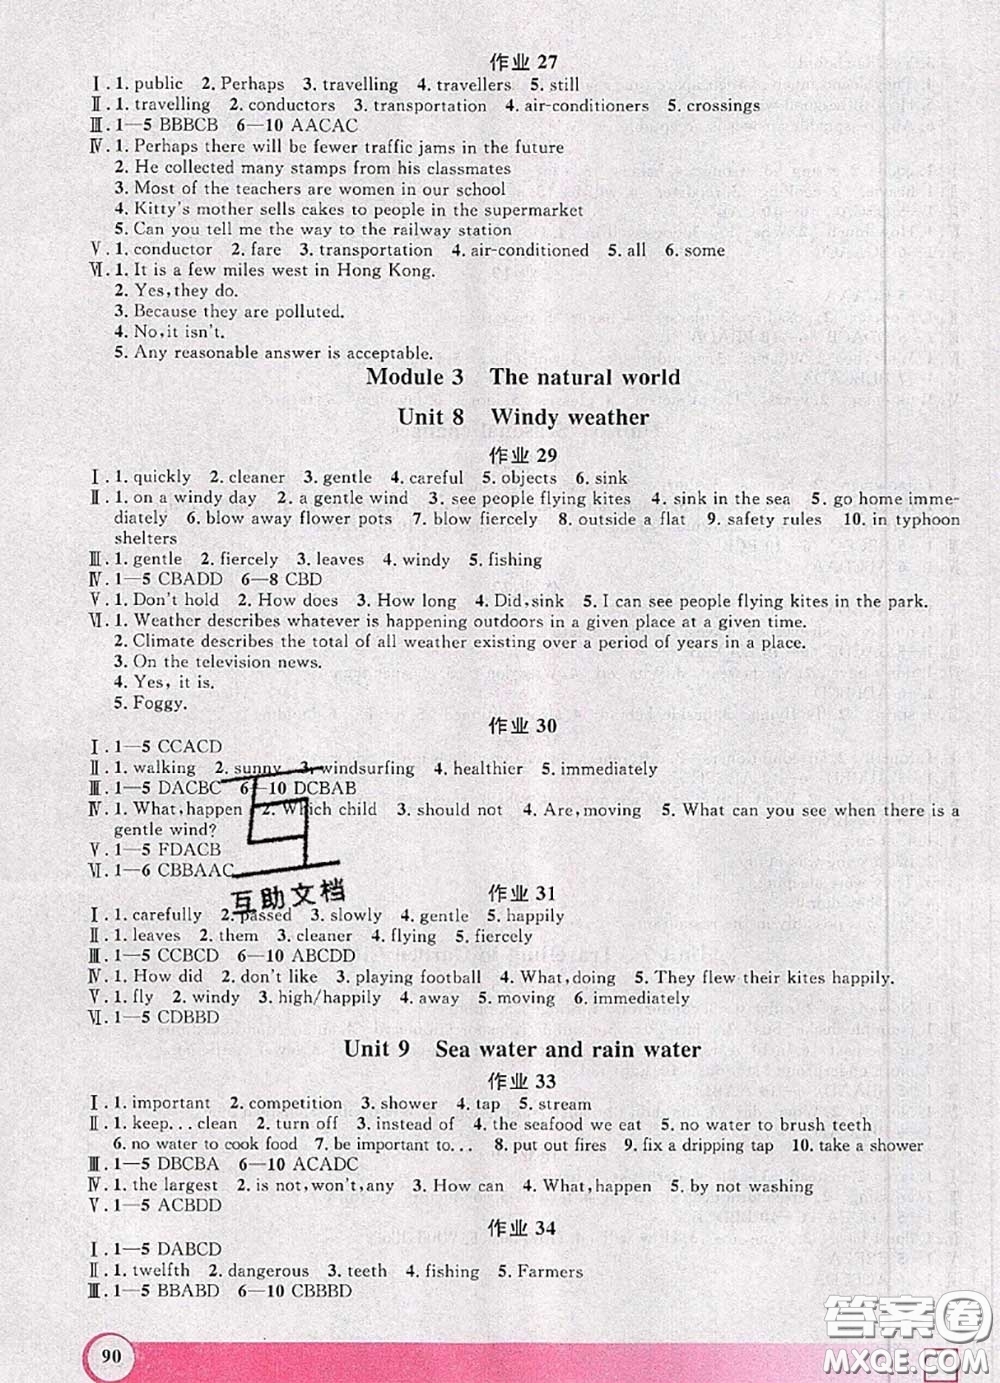 作业 27
Ⅰ. 1. public 2. Perhaps 3. travelling 4. travellers 5. still
Ⅱ. 1. travelling 2. conductors 3. transportation 4. air-conditioners 5. crossings
Ⅲ. 1—5 BBBCB 6—10 AACAC
Ⅳ. 1. Perhaps there will be fewer traffic jams in the future
2. He collected many stamps from his classmates
3. Most of the teachers are women in our school
4. Kitty's mother sells cakes to people in the supermarket
5. Can you tell me the way to the railway station
Ⅴ. 1. conductor 2. fare 3. transportation 4. air-conditioned 5. all 6. some
Ⅵ. 1. It is a few miles west in Hong Kong.
2. Yes, they do.
3. Because they are polluted.
4. No, it isn't.
5. Any reasonable answer is acceptable.
Module 3 The natural world
Unit 8 Windy weather
作业 29
Ⅰ. 1. quickly 2. cleaner 3. gentle 4. careful 5. objects 6. sink
Ⅱ. 1. on a windy day 2. a gentle wind 3. see people flying kites 4. sink in the sea 5. go home imme-
diately 6. blow away flower pots 7. blow fiercely 8. outside a flat 9. safety rules 10. in typhoon
shelters
Ⅲ. 1. gentle 2. fiercely 3. leaves 4. windy 5. fishing
Ⅳ. 1—5 CBADD 6—8 CBD
Ⅴ. 1. Don't hold 2. How does 3. How long 4. Did, sink 5. I can see people flying kites in the park.
Ⅵ. 1. Weather describes whatever is happening outdoors in a given place at a given time.
2. Climate describes the total of all weather existing over a period of years in a place.
3. On the television news.
4. Yes, it is.
5. Foggy.
作业 30
Ⅰ. 1—5 CCACD
Ⅱ. 1. walking 2. sunny 3. windsurfing 4. healthier 5. immediately
Ⅲ. 1—5 DACBC 6—10 DCBAB
Ⅳ. 1. What, happen 2. Which child 3. should not 4. Are, moving 5. What can you see when there is a
gentle wind?
Ⅴ. 1—5 FDACB
Ⅵ. 1—6 CBBAAC
互助文档
作业 31
Ⅰ. 1. carefully 2. passed 3. slowly 4. gentle 5. happily
Ⅱ. 1. leaves 2. them 3. cleaner 4. flying 5. fiercely
Ⅲ. 1—5 CCBCD 6—10 ABCDD
Ⅳ. 1. How did 2. don't like 3. playing football 4. What, doing 5. They flew their kites happily.
Ⅴ. 1. fly 2. windy 3. high/happily 4. away 5. moving 6. immediately
Ⅵ. 1—5 CDBBD
Unit 9 Sea water and rain water
作业 33
Ⅰ. 1. important 2. competition 3. shower 4. tap 5. stream
Ⅱ. 1. keep... clean 2. turn off 3. instead of 4. the seafood we eat 5. no water to brush teeth
6. no water to cook food 7. be important to... 8. put out fires 9. fix a dripping tap 10. take a shower
Ⅲ. 1—5 DBCBA 6—10 ACADC
Ⅳ. 1. the largest 2. is not, won't, any 3. How can 4. What, happen 5. by not washing
Ⅴ. 1—5 ACBDD
作业 34
Ⅰ. 1—5 DABCD
Ⅱ. 1. twelfth 2. dangerous 3. teeth 4. fishing 5. Farmers
Ⅲ. 1—5 BBABD 6—10 CBBBD
90
答案圈
MXQE.COM